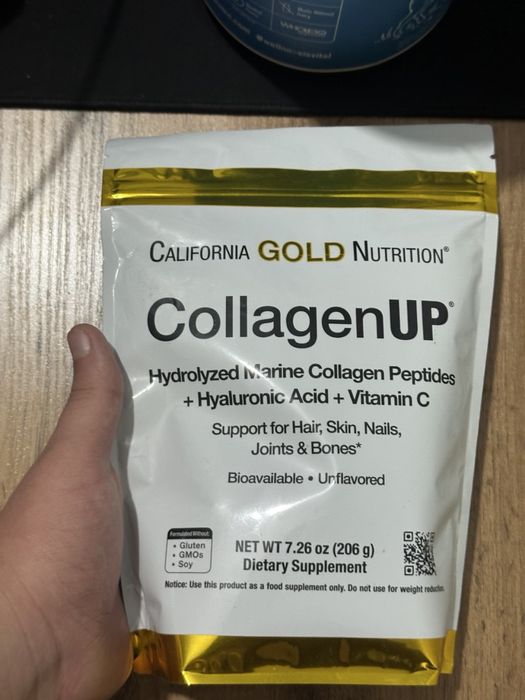 CALIFORNIA GOLD NUTRITION®
CollagenUP®
Hydrolyzed Marine Collagen Peptides
+ Hyaluronic Acid + Vitamin C
Support for Hair, Skin, Nails,
Joints & Bones*
Bioavailable • Unflavored
Formulated Without:
• Gluten
• GMOs
• Soy
NET WT 7.26 oz (206 g)
Dietary Supplement
Notice: Use this product as a food supplement only. Do not use for weight reduction.